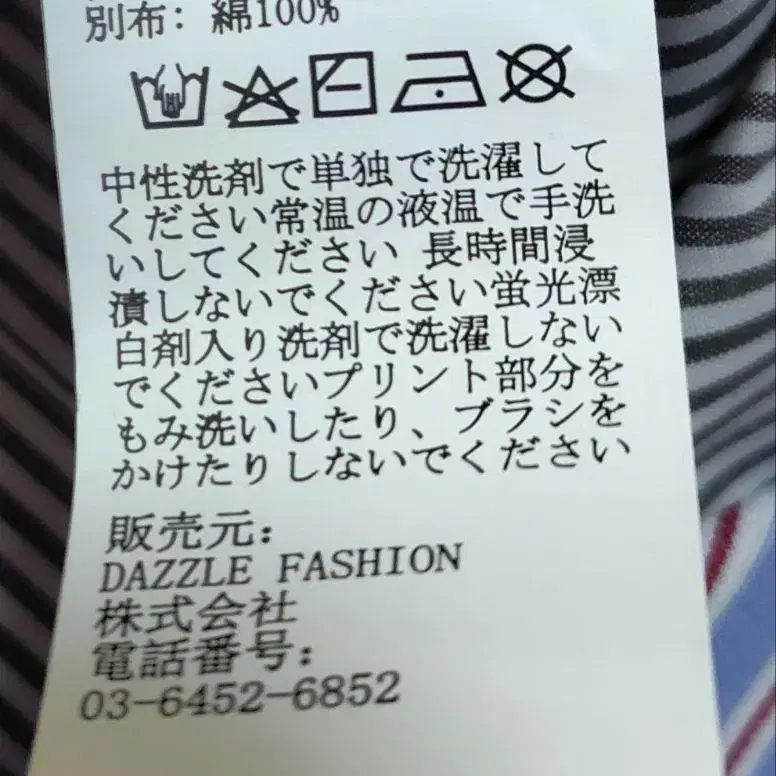 別布: 綿100%
中性洗剤で単独で洗濯して
ください常温の液温で手洗
いしてください 長時間浸
漬しないでください蛍光漂
白剤入り洗剤で洗濯しない
でくださいプリント部分を
もみ洗いしたり、ブラシを
かけたりしないでください
販売元:
DAZZLE FASHION
株式会社
電話番号:
03-6452-6852